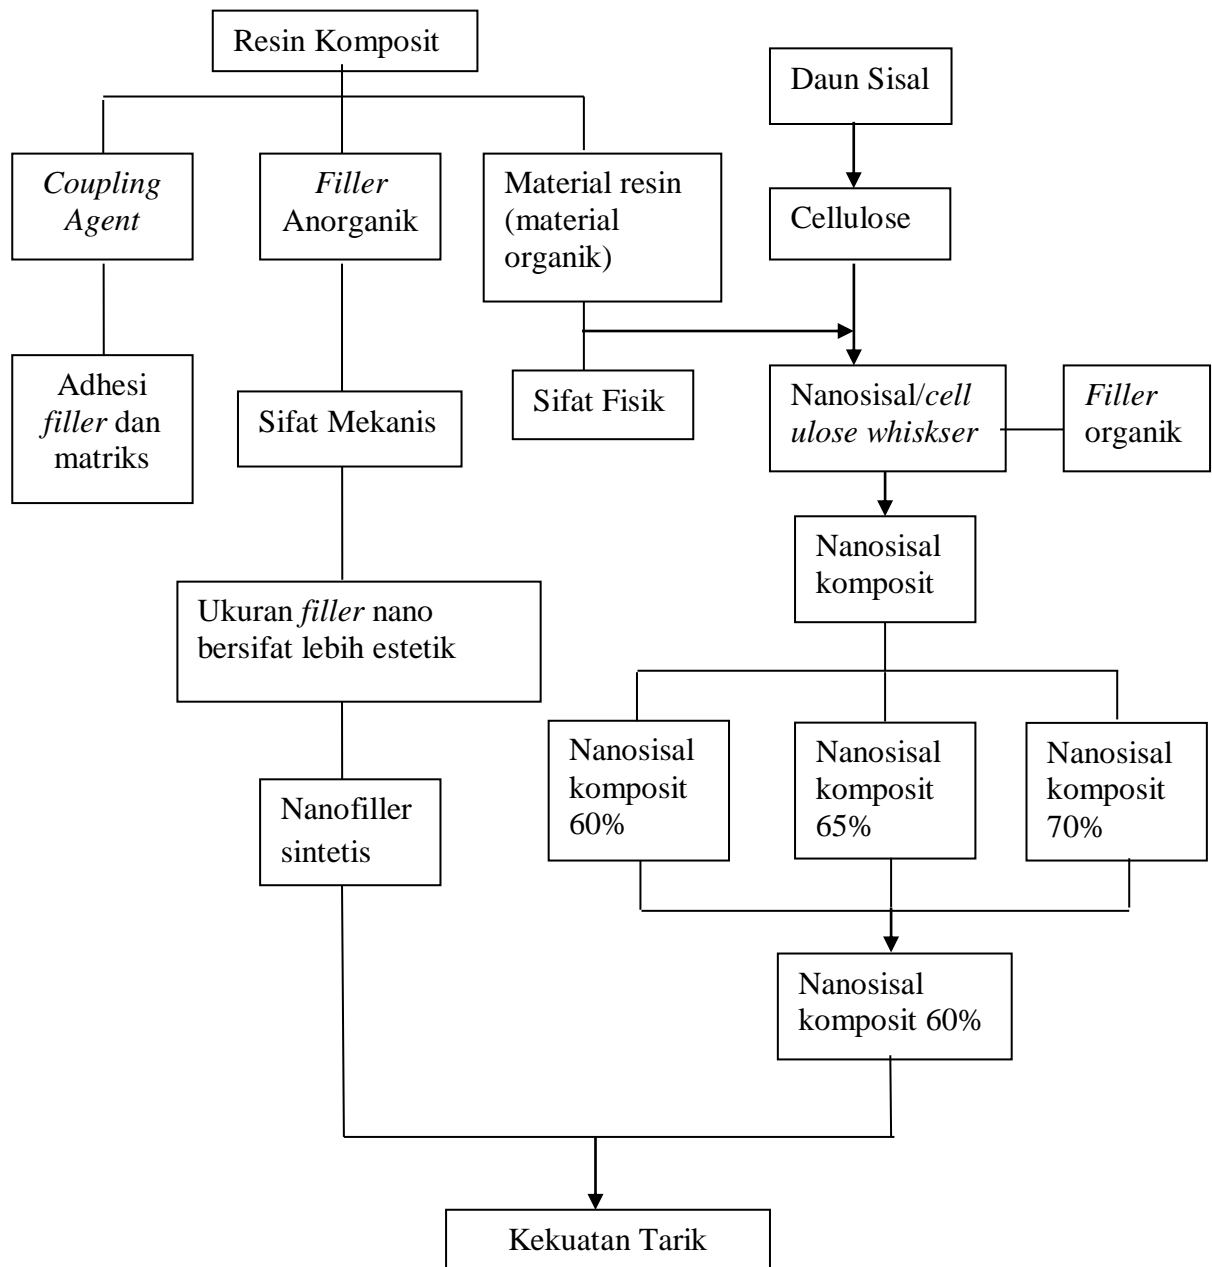 Resin Komposit
Daun Sisal
Coupling
Agent
Filler
Anorganik
Material resin
(material
organik)
Cellulose
Adhesi
filler dan
matriks
Sifat Mekanis
Sifat Fisik
Nanosisal/cell
ulose whiskser
Filler
organik
Nanosisal
komposit
Ukuran filler nano
bersifat lebih estetik
Nanosisal
komposit
60%
Nanosisal
komposit
65%
Nanosisal
komposit
70%
Nanofiller
sintetis
Nanosisal
komposit 60%
Kekuatan Tarik